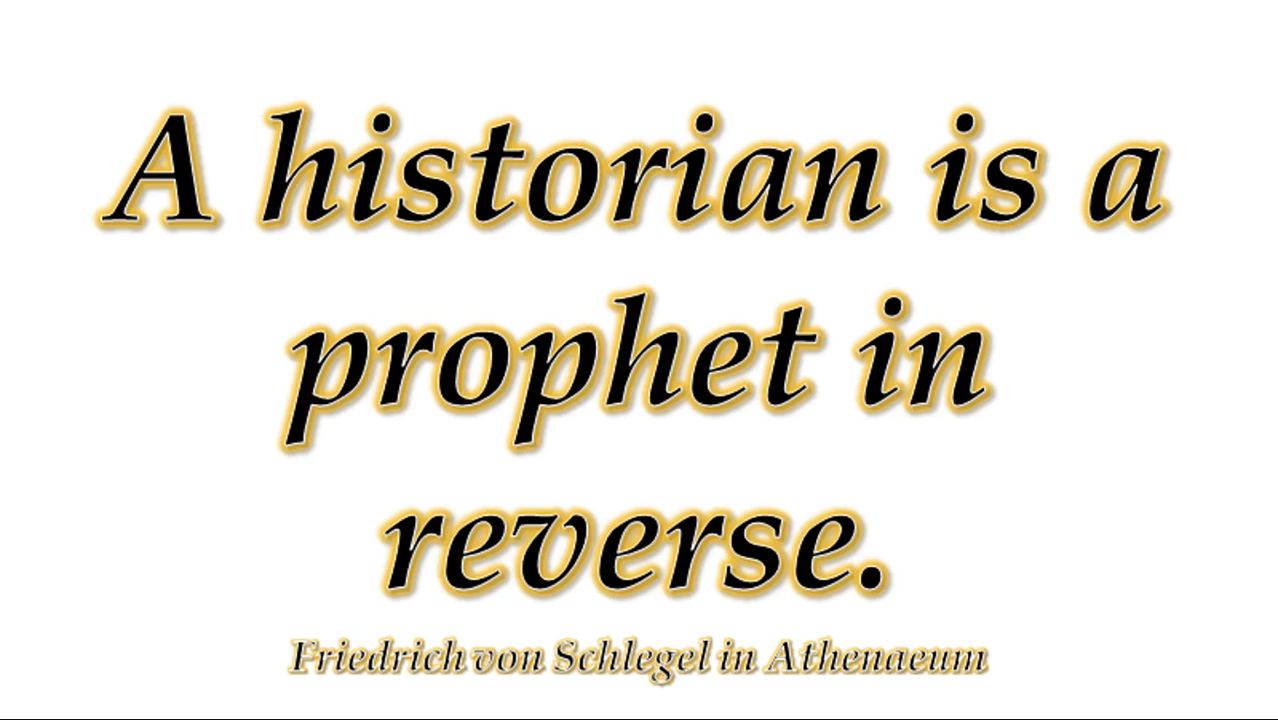 A historian is a
prophet in
reverse.
Friedrich von Schlegel in Athenaeum